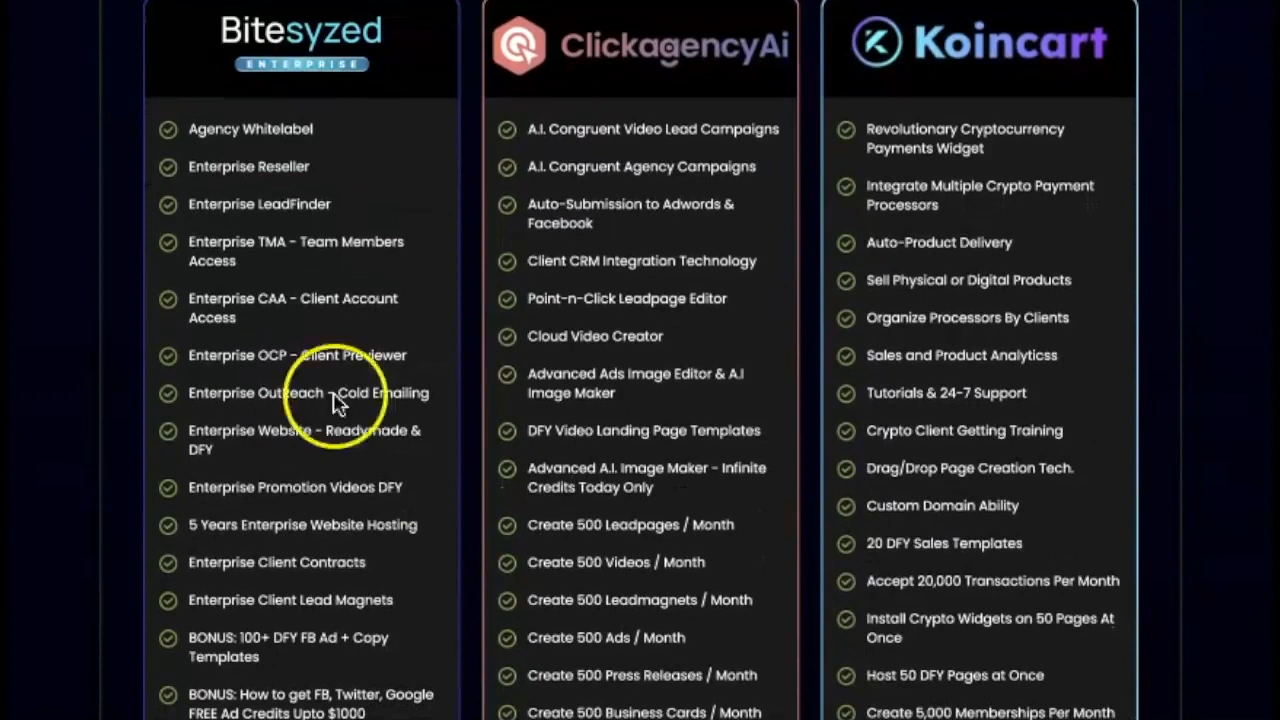 Bitesyzed
ENTERPRISE
Agency Whitelabel
Enterprise Reseller
Enterprise LeadFinder
Enterprise TMA - Team Members
Access
Enterprise CAA - Client Account
Access
Enterprise OCP - Client Previewer
Enterprise OutReach - Cold Emailing
Enterprise Website - Readymade &
DFY
Enterprise Promotion Videos DFY
5 Years Enterprise Website Hosting
Enterprise Client Contracts
Enterprise Client Lead Magnets
BONUS: 100+ DFY FB Ad + Copy
Templates
BONUS: How to get FB, Twitter, Google
FREE Ad Credits Upto $1000
ClickagencyAi
A.I. Congruent Video Lead Campaigns
A.I. Congruent Agency Campaigns
Auto-Submission to Adwords &
Facebook
Client CRM Integration Technology
Point-n-Click Leadpage Editor
Cloud Video Creator
Advanced Ads Image Editor & A.I
Image Maker
DFY Video Landing Page Templates
Advanced A.I. Image Maker - Infinite
Credits Today Only
Create 500 Leadpages / Month
Create 500 Videos / Month
Create 500 Leadmagnets / Month
Create 500 Ads / Month
Create 500 Press Releases / Month
Create 500 Business Cards / Month
Koincart
Revolutionary Cryptocurrency
Payments Widget
Integrate Multiple Crypto Payment
Processors
Auto-Product Delivery
Sell Physical or Digital Products
Organize Processors By Clients
Sales and Product Analyticss
Tutorials & 24-7 Support
Crypto Client Getting Training
Drag/Drop Page Creation Tech.
Custom Domain Ability
20 DFY Sales Templates
Accept 20,000 Transactions Per Month
Install Crypto Widgets on 50 Pages At
Once
Host 50 DFY Pages at Once
Create 5,000 Memberships Per Month